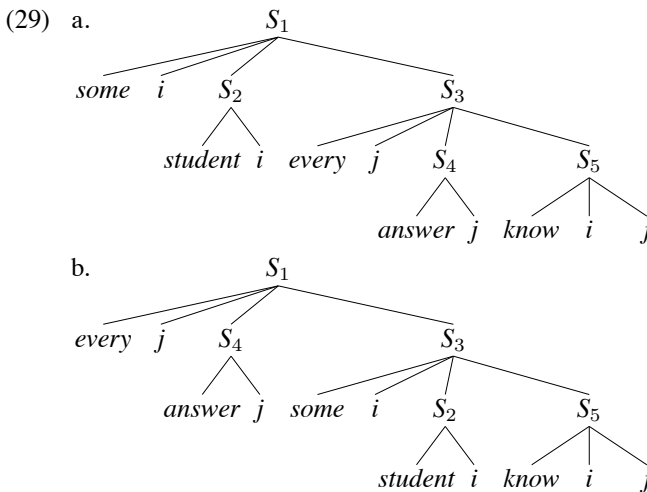 (29) a. S₁
some i S₂ S₃
student i every j S₄ S₅
answer j know i j
b. S₁
every j S₄ S₃
answer j some i S₂ S₅
student i know i j